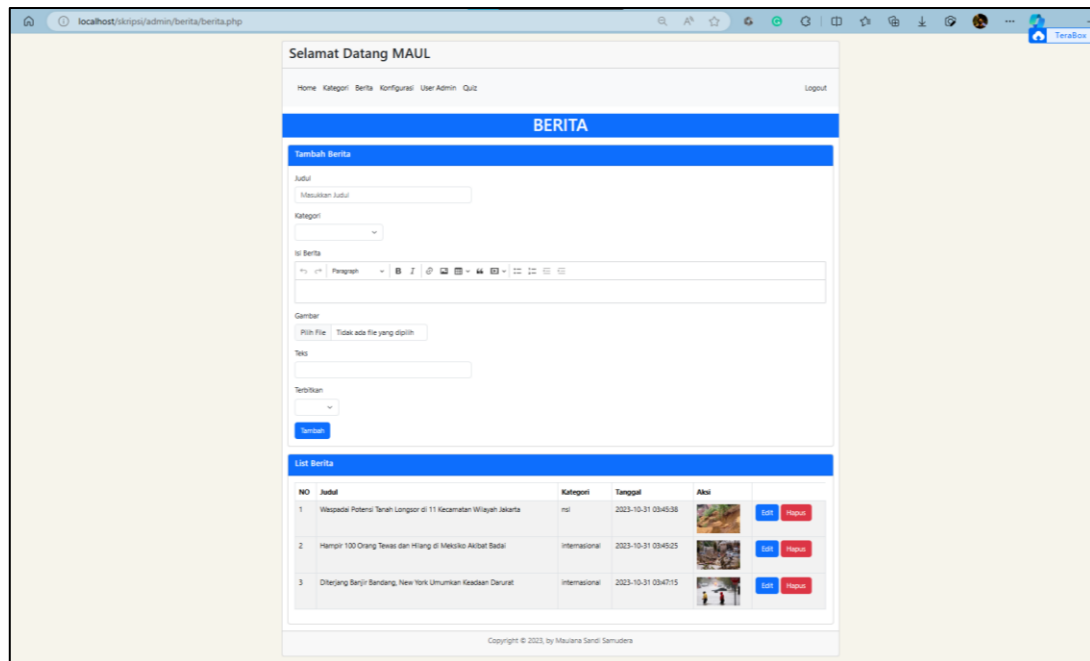 localhost/skripsi/admin/berita/berita.php
TeraBox
Selamat Datang MAUL
Home Kategori Berita Konfigurasi User Admin Quiz Logout
BERITA
Tambah Berita
Judul
Masukkan Judul
Kategori
Isi Berita
Paragraph B I
Gambar
Pilih File Tidak ada file yang dipilih
Teks
Terbitkan
Tambah
List Berita
NO Judul Kategori Tanggal Aksi
1 Waspadai Potensi Tanah Longsor di 11 Kecamatan Wilayah Jakarta 2023-10-31 03:45:38 Edit Hapus
2 Hampir 100 Orang Tewas dan Hilang di Meksiko Akibat Badai internasional 2023-10-31 03:45:25 Edit Hapus
3 Diterjang Banjir Bandang, New York Umumkan Keadaan Darurat internasional 2023-10-31 03:47:15 Edit Hapus
Copyright © 2023, by Maulana Sandi Samudera